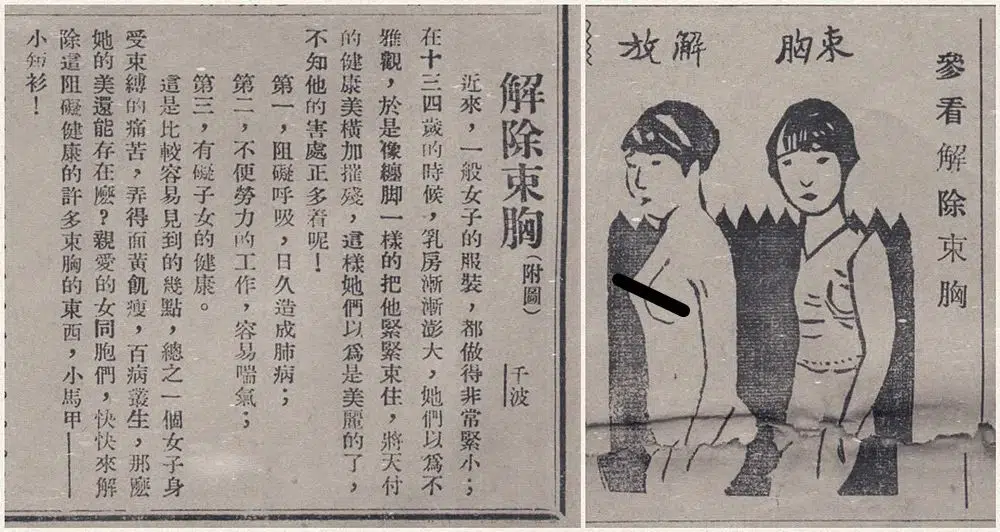 解除束胸(附圖)
千波
近來，一般女子的服裝，都做得非常緊小；
在十三四歲的時候，乳房漸漸澎大，她們以爲不
雅觀，於是像纏脚一樣的把他緊緊束住，將天付
的健康美橫加摧殘，這樣她們以爲是美麗的了，
不知他的害處正多着呢！
第一，阻礙呼吸，日久造成肺病；
第二，不便勞力的工作，容易喘氣；
第三，有礙子女的健康。
這是比較容易見到的幾點，總之一個女子身
受束縛的痛苦，弄得面黃飢瘦，百病叢生，那麽
她的美還能存在麽？親愛的女同胞們，快快來解
除這阻礙健康的許多束胸的東西，小馬甲——
小短衫！
參看解除束胸
束胸
解放